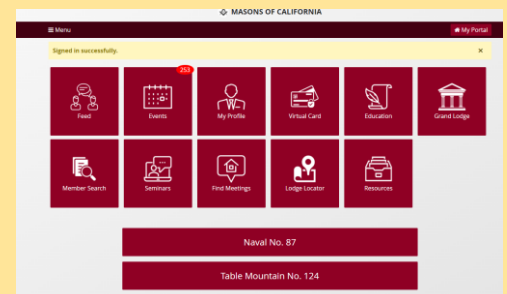 MASONS OF CALIFORNIA
Menu
My Portal
Signed in successfully.
×
253
Feed
Events
My Profile
Virtual Card
Education
Grand Lodge
Member Search
Seminars
Find Meetings
Lodge Locator
Resources
Naval No. 87
Table Mountain No. 124